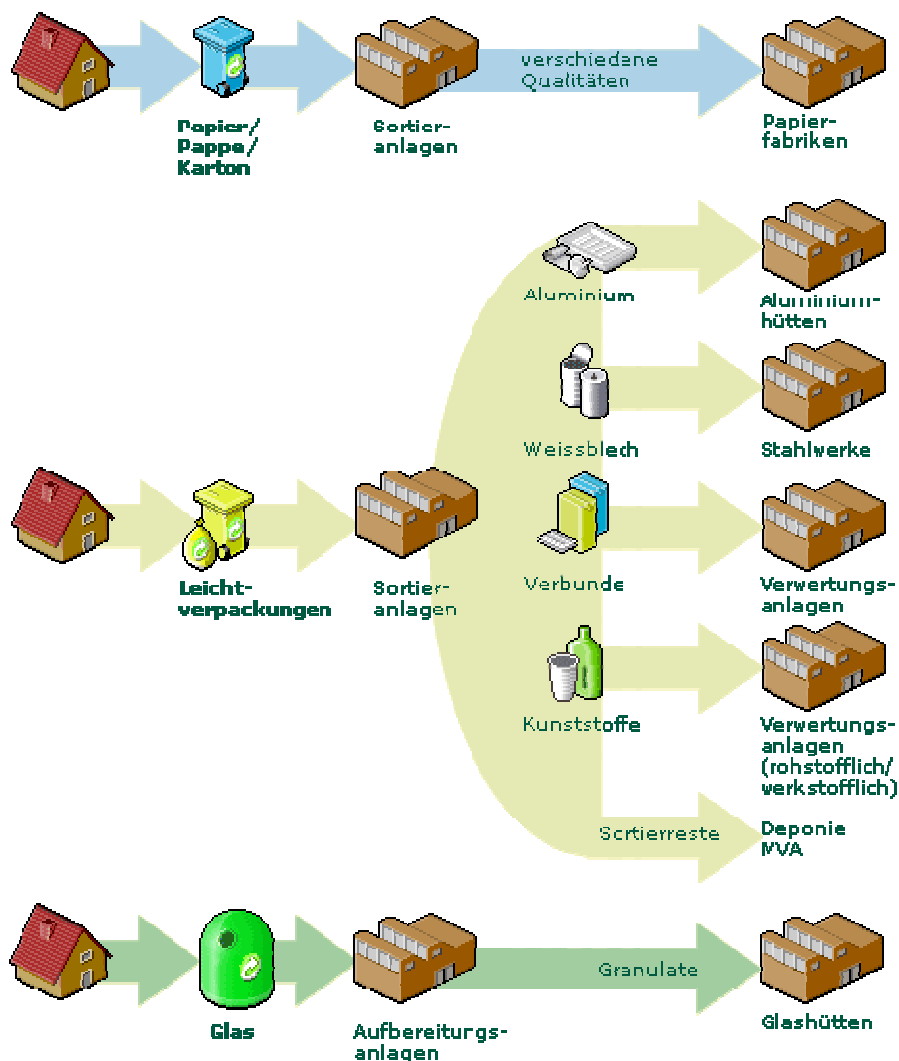 Papier/
Pappe/
Karton
Sortier-
anlagen
verschiedene
Qualitäten
Papier-
fabriken
Aluminium
Aluminium-
hütten
Weissblech
Stahlwerke
Leicht-
verpackungen
Sortier-
anlagen
Verbunde
Verwertungs-
anlagen
Kunststoffe
Verwertungs-
anlagen
(rohstofflich/
werkstofflich)
Sortierreste
Deponie
MVA
Glas
Aufbereitungs-
anlagen
Granulate
Glashütten